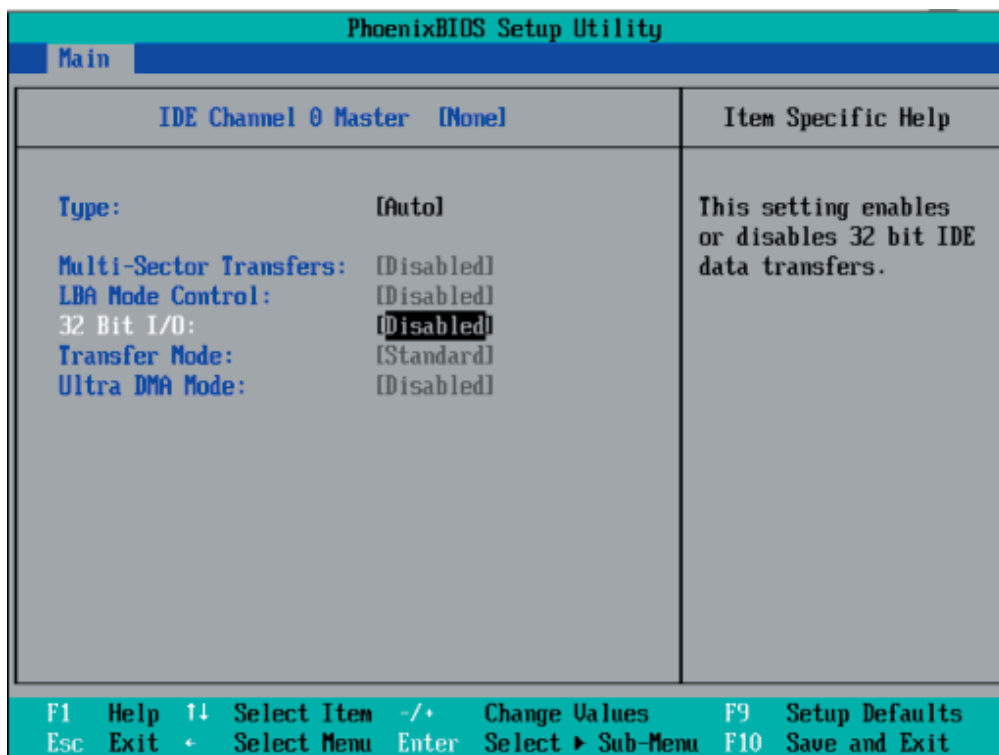 PhoenixBIOS Setup Utility
Main
IDE Channel 0 Master [None]
Item Specific Help
Type: [Auto]
Multi-Sector Transfers: [Disabled]
LBA Mode Control: [Disabled]
32 Bit I/O: [Disabled]
Transfer Mode: [Standard]
Ultra DMA Mode: [Disabled]
This setting enables
or disables 32 bit IDE
data transfers.
F1 Help ↑↓ Select Item -/+ Change Values F9 Setup Defaults
Esc Exit ← Select Menu Enter Select ▶ Sub-Menu F10 Save and Exit